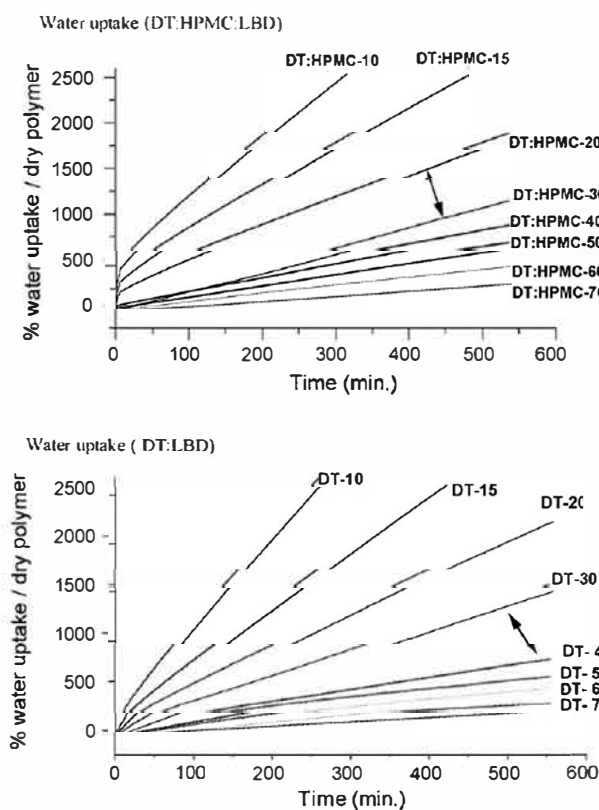 Water uptake (DT:HPMC:LBD)
% water uptake / dry polymer
2500
2000
1500
1000
500
0
DT:HPMC-10
DT:HPMC-15
DT:HPMC-20
DT:HPMC-30
DT:HPMC-40
DT:HPMC-50
DT:HPMC-60
DT:HPMC-70
0 100 200 300 400 500 600
Time (min.)
Water uptake ( DT:LBD)
% water uptake / dry polymer
2500
2000
1500
1000
500
0
DT-10
DT-15
DT-20
DT-30
DT- 4
DT- 5
DT- 6
DT- 7
0 100 200 300 400 500 600
Time (min.)